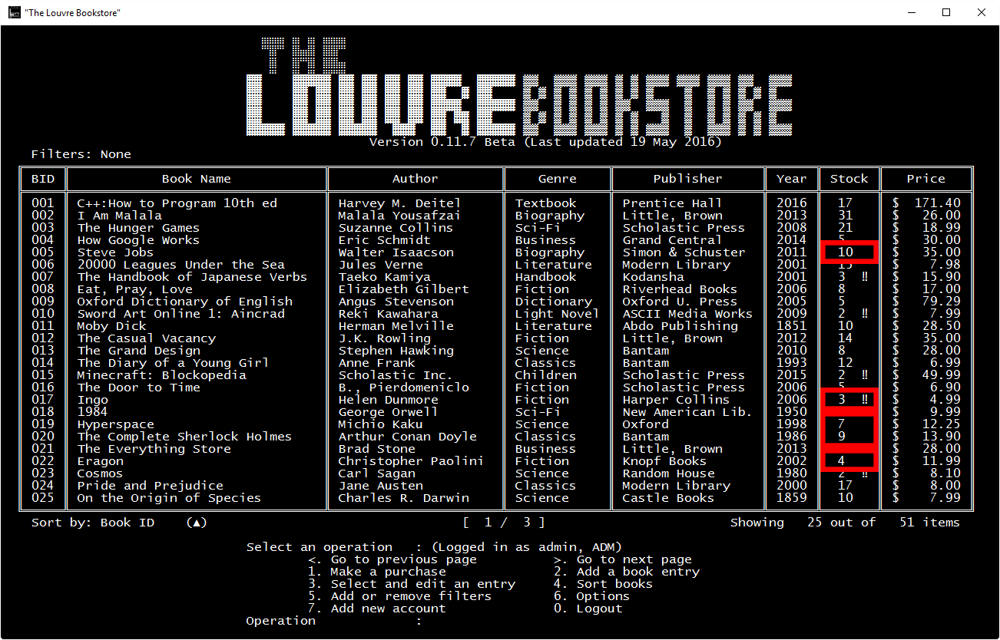 "The Louvre Bookstore"
THE
LOUVRE BOOKSTORE
Version 0.11.7 Beta (Last updated 19 May 2016)
Filters: None
BID Book Name Author Genre Publisher Year Stock Price
001 C++:How to Program 10th ed Harvey M. Deitel Textbook Prentice Hall 2016 17 $ 171.40
002 I Am Malala Malala Yousafzai Biography Little, Brown 2013 31 $ 26.00
003 The Hunger Games Suzanne Collins Sci-Fi Scholastic Press 2008 21 $ 18.99
004 How Google Works Eric Schmidt Business Grand Central 2014 5 $ 30.00
005 Steve Jobs Walter Isaacson Biography Simon & Schuster 2011 10 $ 35.00
006 20000 Leagues Under the Sea Jules Verne Literature Modern Library 2001 $ 7.98
007 The Handbook of Japanese Verbs Taeko Kamiya Handbook Kodansha 2001 3 ‼ $ 15.90
008 Eat, Pray, Love Elizabeth Gilbert Fiction Riverhead Books 2006 8 $ 17.00
009 Oxford Dictionary of English Angus Stevenson Dictionary Oxford U. Press 2005 5 $ 79.29
010 Sword Art Online 1: Aincrad Reki Kawahara Light Novel ASCII Media Works 2009 2 ‼ $ 7.99
011 Moby Dick Herman Melville Literature Abdo Publishing 1851 10 $ 28.50
012 The Casual Vacancy J.K. Rowling Fiction Little, Brown 2012 14 $ 35.00
013 The Grand Design Stephen Hawking Science Bantam 2010 8 $ 28.00
014 The Diary of a Young Girl Anne Frank Classics Bantam 1993 12 $ 6.99
015 Minecraft: Blockopedia Scholastic Inc. Children Scholastic Press 2015 2 ‼ $ 49.99
016 The Door to Time B., Pierdomeniclo Fiction Scholastic Press 2006 5 $ 6.90
017 Ingo Helen Dunmore Fiction Harper Collins 2006 3 ‼ $ 4.99
018 1984 George Orwell Sci-Fi New American Lib. 1950 $ 9.99
019 Hyperspace Michio Kaku Science Oxford 1998 7 $ 12.25
020 The Complete Sherlock Holmes Arthur Conan Doyle Classics Bantam 1986 9 $ 13.90
021 The Everything Store Brad Stone Business Little, Brown 2013 $ 28.00
022 Eragon Christopher Paolini Fiction Knopf Books 2002 4 $ 11.99
023 Cosmos Carl Sagan Science Random House 1980 2 ‼ $ 8.10
024 Pride and Prejudice Jane Austen Classics Modern Library 2000 17 $ 8.00
025 On the Origin of Species Charles R. Darwin Science Castle Books 1859 10 $ 7.99
Sort by: Book ID (▲) [ 1 / 3 ] Showing 25 out of 51 items
Select an operation : (Logged in as admin, ADM)
<. Go to previous page >. Go to next page
1. Make a purchase 2. Add a book entry
3. Select and edit an entry 4. Sort books
5. Add or remove filters 6. Options
7. Add new account 0. Logout
Operation :